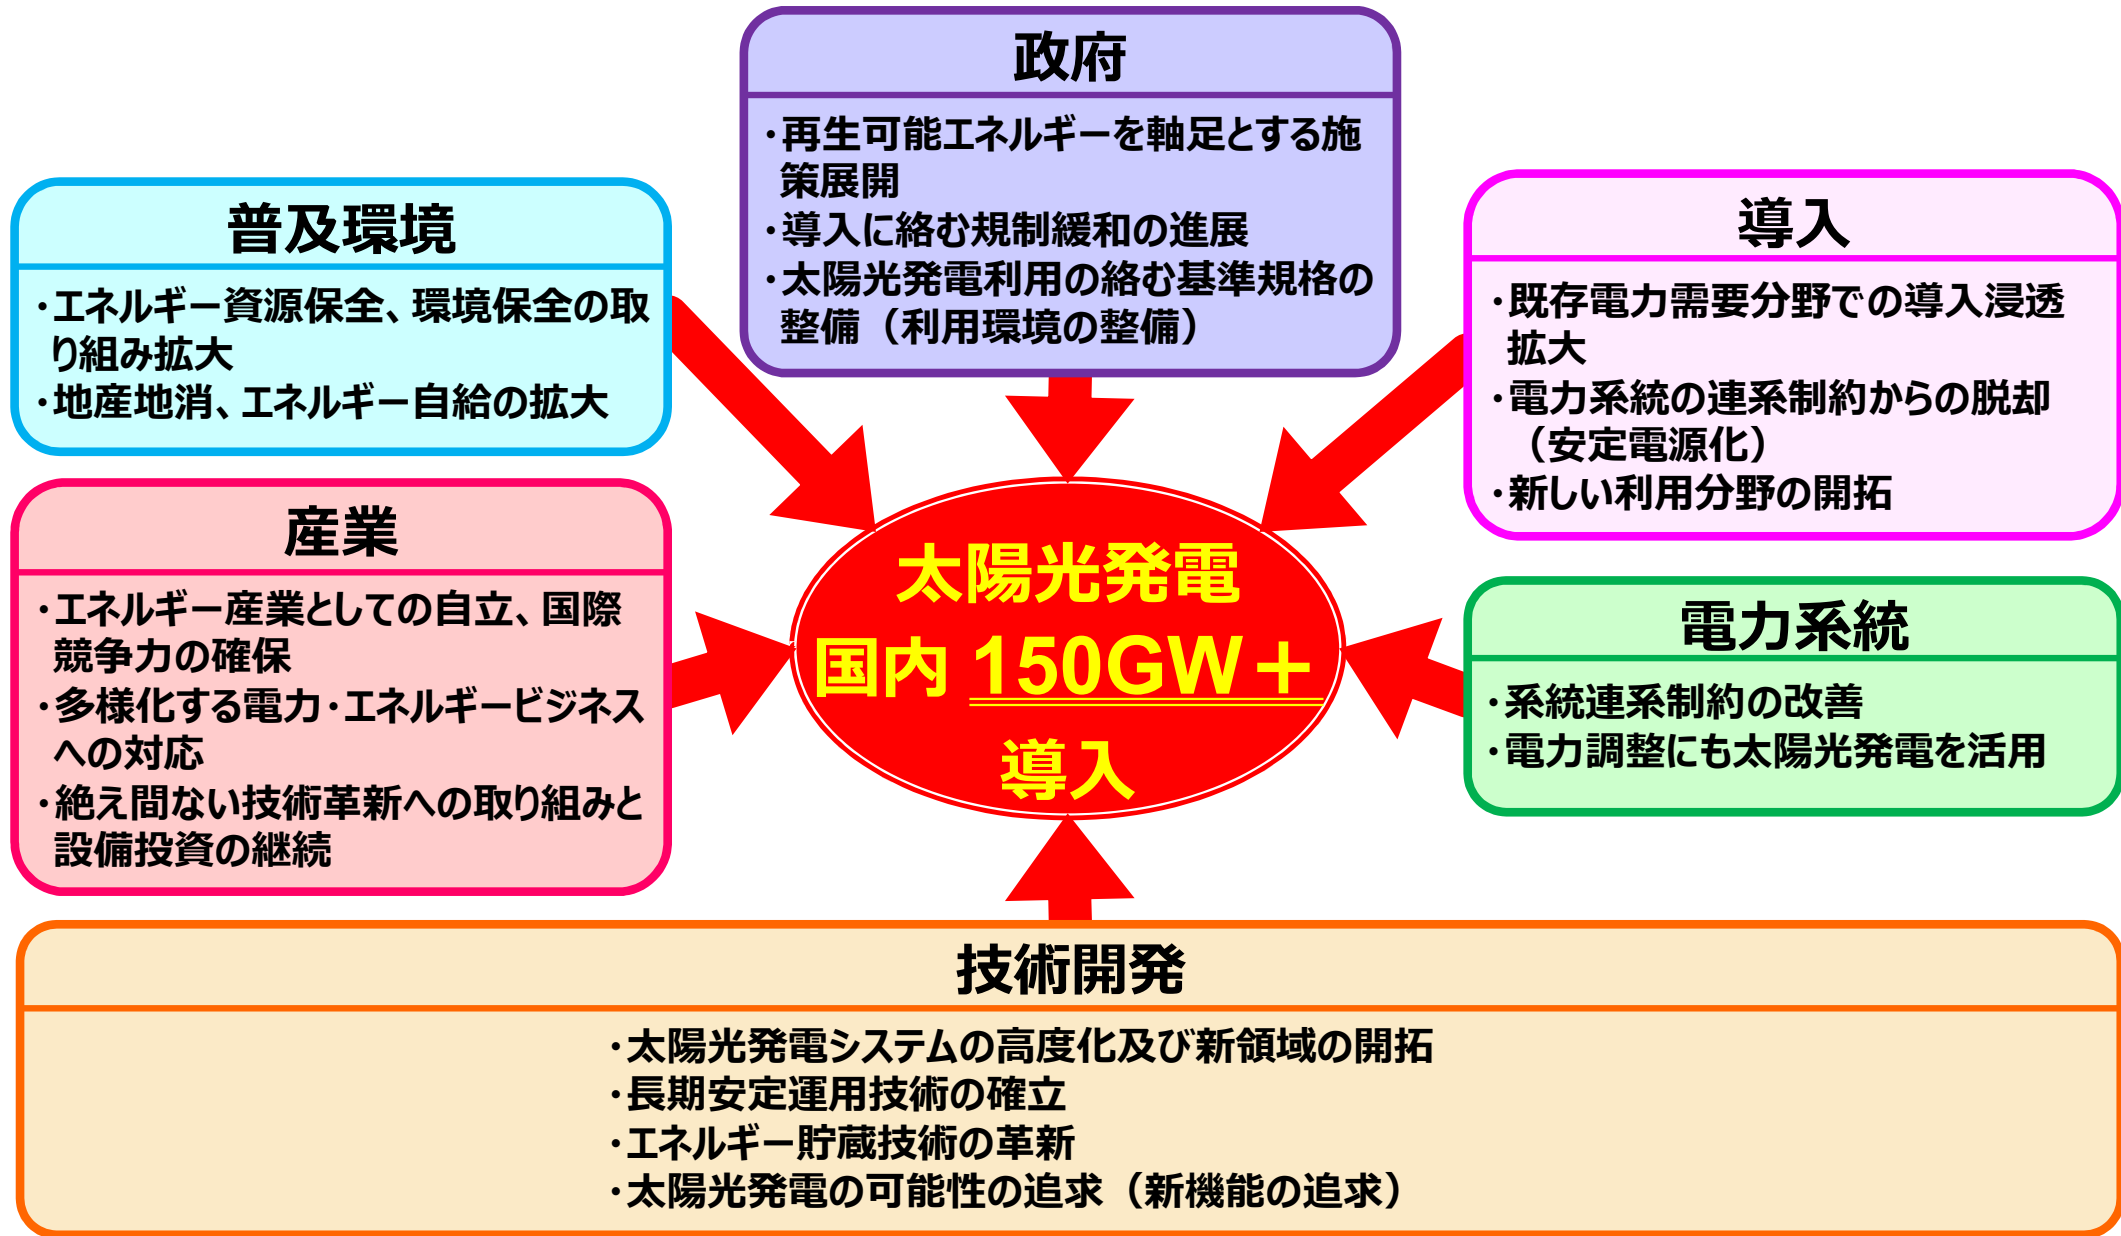 政府
・再生可能エネルギーを軸足とする施
策展開
・導入に絡む規制緩和の進展
・太陽光発電利用の絡む基準規格の
整備（利用環境の整備）
普及環境
・エネルギー資源保全、環境保全の取
り組み拡大
・地産地消、エネルギー自給の拡大
導入
・既存電力需要分野での導入浸透
拡大
・電力系統の連系制約からの脱却
（安定電源化）
・新しい利用分野の開拓
産業
・エネルギー産業としての自立、国際
競争力の確保
・多様化する電力・エネルギービジネス
への対応
・絶え間ない技術革新への取り組みと
設備投資の継続
太陽光発電
国内 150GW＋
導入
電力系統
・系統連系制約の改善
・電力調整にも太陽光発電を活用
技術開発
・太陽光発電システムの高度化及び新領域の開拓
・長期安定運用技術の確立
・エネルギー貯蔵技術の革新
・太陽光発電の可能性の追求（新機能の追求）